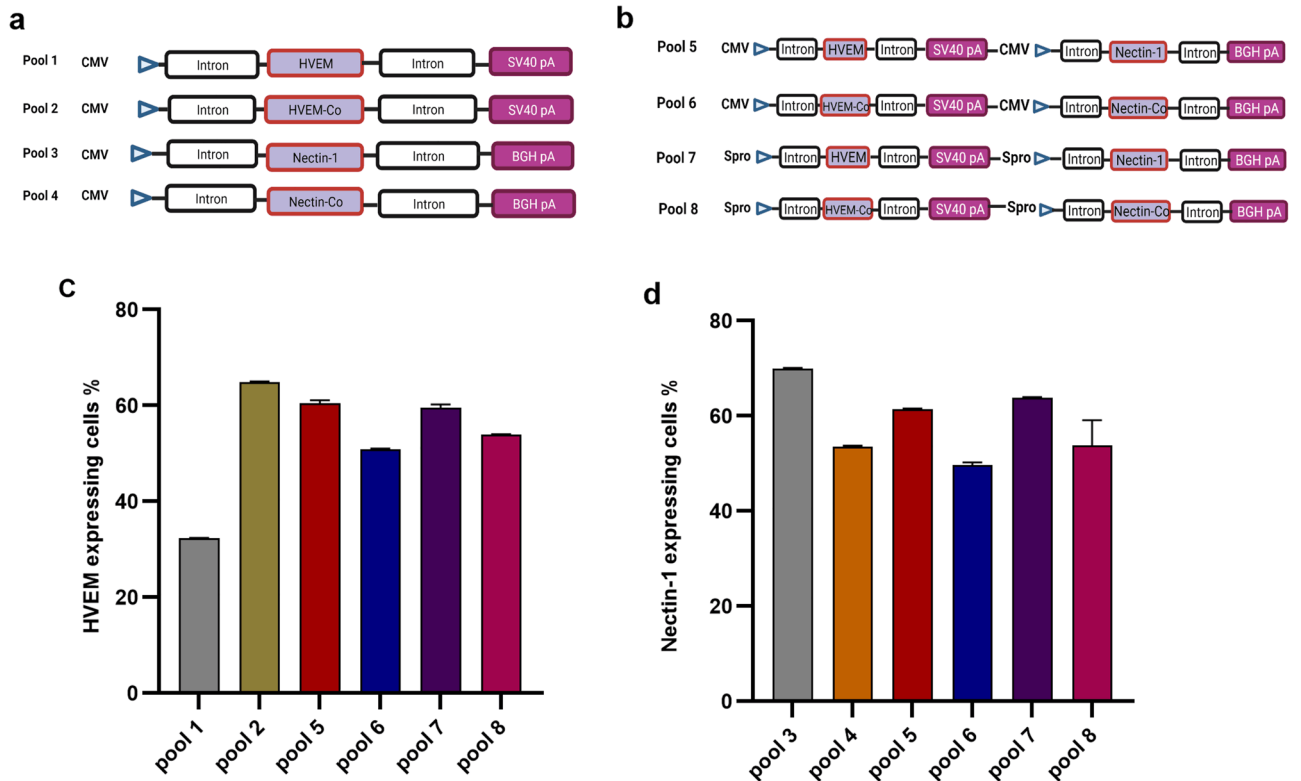 a
Pool 1 CMV Intron HVEM Intron SV40 pA
Pool 2 CMV Intron HVEM-Co Intron SV40 pA
Pool 3 CMV Intron Nectin-1 Intron BGH pA
Pool 4 CMV Intron Nectin-Co Intron BGH pA
b
Pool 5 CMV Intron HVEM Intron SV40 pA CMV Intron Nectin-1 Intron BGH pA
Pool 6 CMV Intron HVEM-Co Intron SV40 pA CMV Intron Nectin-Co Intron BGH pA
Pool 7 Spro Intron HVEM Intron SV40 pA Spro Intron Nectin-1 Intron BGH pA
Pool 8 Spro Intron HVEM-Co Intron SV40 pA Spro Intron Nectin-Co Intron BGH pA
c
HVEM expressing cells %
80
60
40
20
0
pool 1 pool 2 pool 5 pool 6 pool 7 pool 8
d
Nectin-1 expressing cells %
80
60
40
20
0
pool 3 pool 4 pool 5 pool 6 pool 7 pool 8